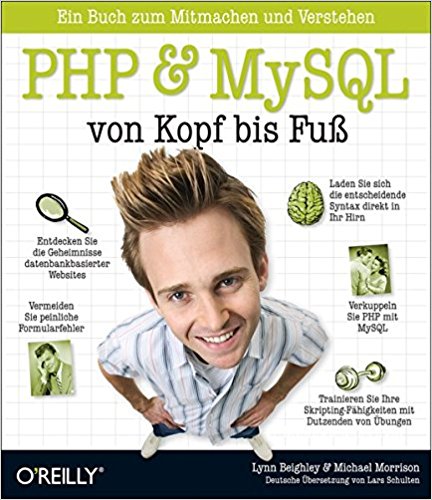 Ein Buch zum Mitmachen und Verstehen
PHP & MySQL
von Kopf bis Fuß
Laden Sie sich
die entscheidende
Syntax direkt in
Ihr Hirn
Entdecken Sie
die Geheimnisse
datenbankbasierter
Websites
Vermeiden
Sie peinliche
Formularfehler
Verkuppeln
Sie PHP mit
MySQL
Trainieren Sie Ihre
Skripting-Fähigkeiten mit
Dutzenden von Übungen
O'REILLY®
Lynn Beighley & Michael Morrison
Deutsche Übersetzung von Lars Schulten